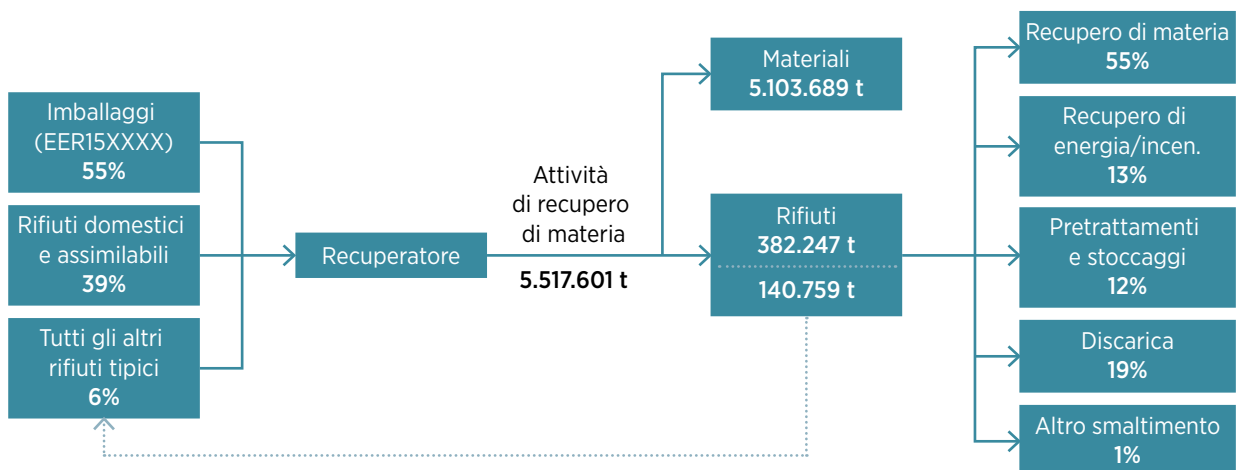 Imballaggi
(EER15XXXX)
55%
Rifiuti domestici
e assimilabili
39%
Tutti gli altri
rifiuti tipici
6%
Recuperatore
Attività
di recupero
di materia
5.517.601 t
Materiali
5.103.689 t
Rifiuti
382.247 t
140.759 t
Recupero di materia
55%
Recupero di
energia/incen.
13%
Pretrattamenti
e stoccaggi
12%
Discarica
19%
Altro smaltimento
1%